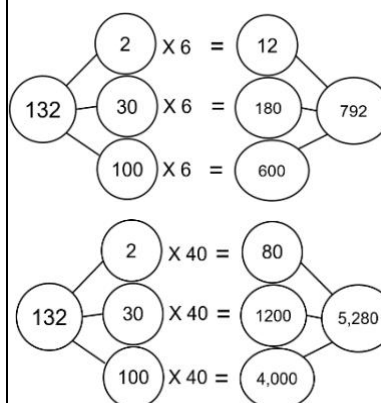 2 X 6 = 12
132 30 X 6 = 180 792
100 X 6 = 600
2 X 40 = 80
132 30 X 40 = 1200 5,280
100 X 40 = 4,000